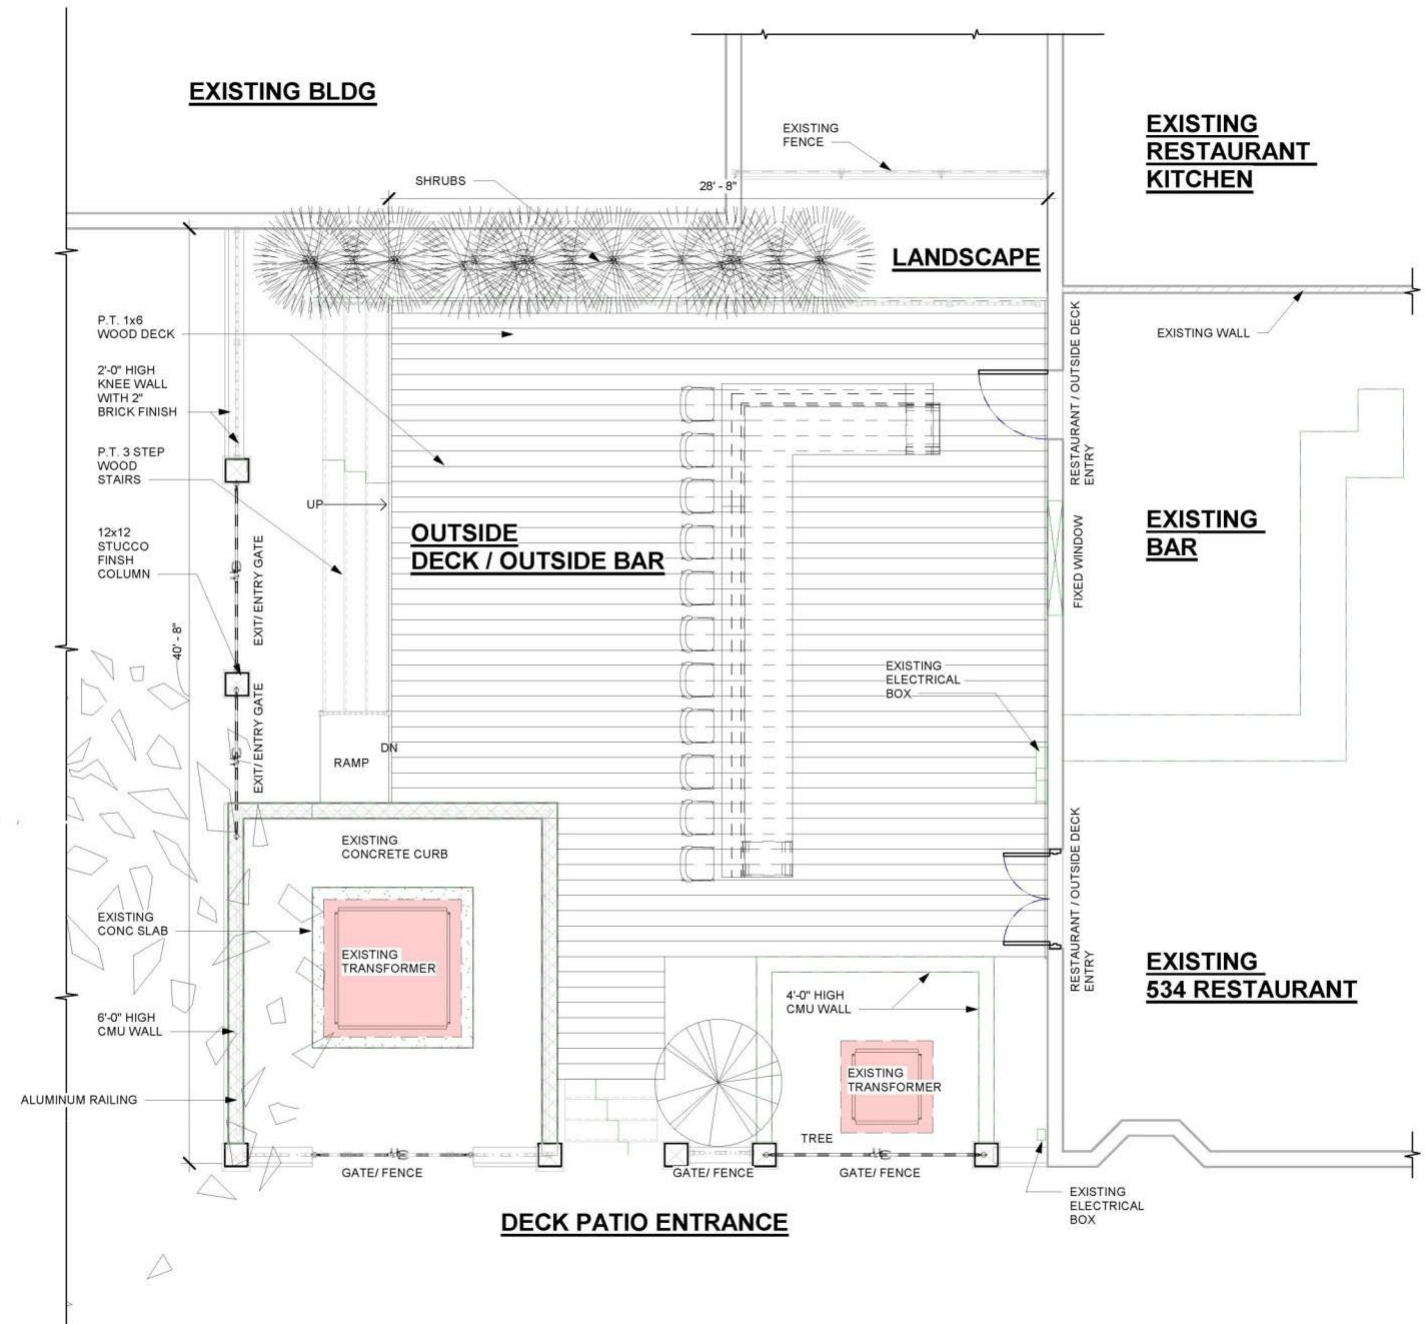 EXISTING BLDG
EXISTING
FENCE
EXISTING
RESTAURANT
KITCHEN
SHRUBS
28' - 8"
LANDSCAPE
P.T. 1x6
WOOD DECK
2'-0" HIGH
KNEE WALL
WITH 2"
BRICK FINISH
P.T. 3 STEP
WOOD
STAIRS
12x12
STUCCO
FINSH
COLUMN
40' - 8"
EXIT/ ENTRY GATE
EXIT/ ENTRY GATE
UP
OUTSIDE
DECK / OUTSIDE BAR
RESTAURANT / OUTSIDE DECK
ENTRY
EXISTING WALL
FIXED WINDOW
EXISTING
BAR
EXISTING
ELECTRICAL
BOX
DN
RAMP
EXISTING
CONCRETE CURB
EXISTING
CONC SLAB
EXISTING
TRANSFORMER
6'-0" HIGH
CMU WALL
ALUMINUM RAILING
4'-0" HIGH
CMU WALL
EXISTING
TRANSFORMER
RESTAURANT / OUTSIDE DECK
ENTRY
EXISTING
534 RESTAURANT
TREE
GATE/ FENCE
GATE/ FENCE
GATE/ FENCE
EXISTING
ELECTRICAL
BOX
DECK PATIO ENTRANCE